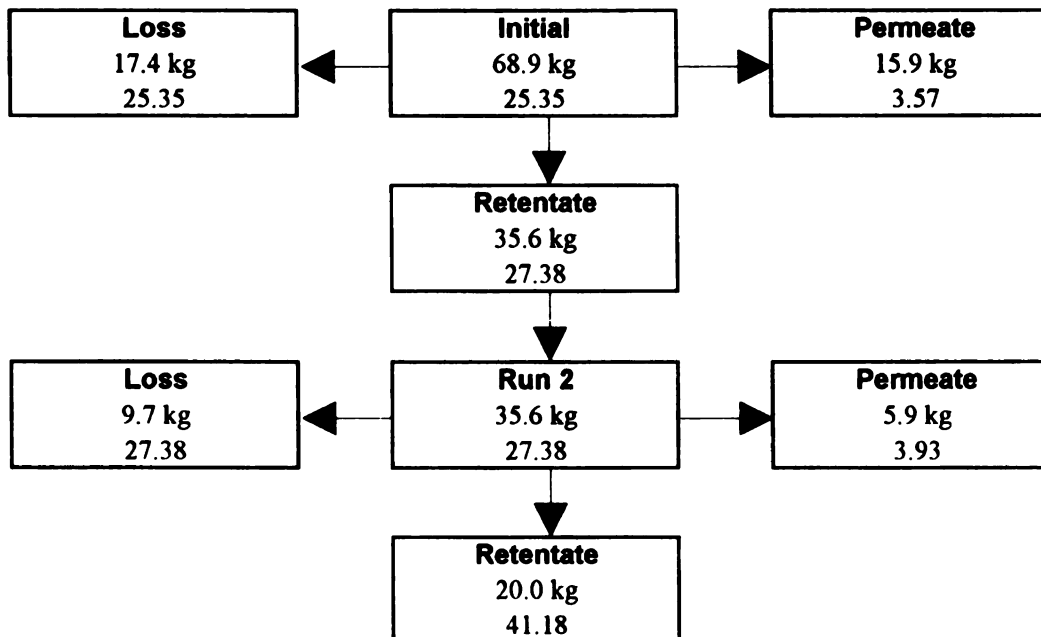 Loss
17.4 kg
25.35
Initial
68.9 kg
25.35
Permeate
15.9 kg
3.57
Retentate
35.6 kg
27.38
Loss
9.7 kg
27.38
Run 2
35.6 kg
27.38
Permeate
5.9 kg
3.93
Retentate
20.0 kg
41.18